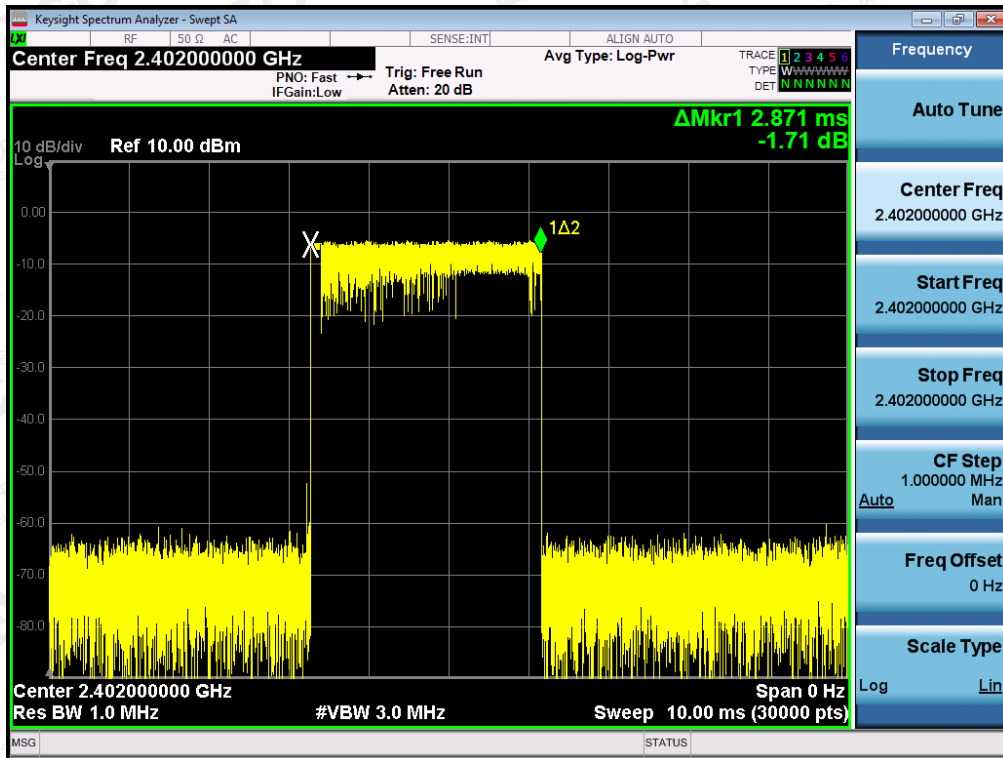 Keysight Spectrum Analyzer - Swept SA
LXI RF 50 Ω AC SENSE:INT ALIGN AUTO
Center Freq 2.402000000 GHz
PNO: Fast
IFGain:Low
Trig: Free Run
Atten: 20 dB
Avg Type: Log-Pwr
TRACE 1 2 3 4 5 6
TYPE WWWWWW
DET N N N N N N
ΔMkr1 2.871 ms
-1.71 dB
10 dB/div Ref 10.00 dBm
Log
0.00
-10.0
-20.0
-30.0
-40.0
-50.0
-60.0
-70.0
-80.0
X
1Δ2
Center 2.402000000 GHz
Span 0 Hz
Res BW 1.0 MHz
#VBW 3.0 MHz
Sweep 10.00 ms (30000 pts)
MSG
STATUS
Frequency
Auto Tune
Center Freq
2.402000000 GHz
Start Freq
2.402000000 GHz
Stop Freq
2.402000000 GHz
CF Step
1.000000 MHz
Auto Man
Freq Offset
0 Hz
Scale Type
Log Lin